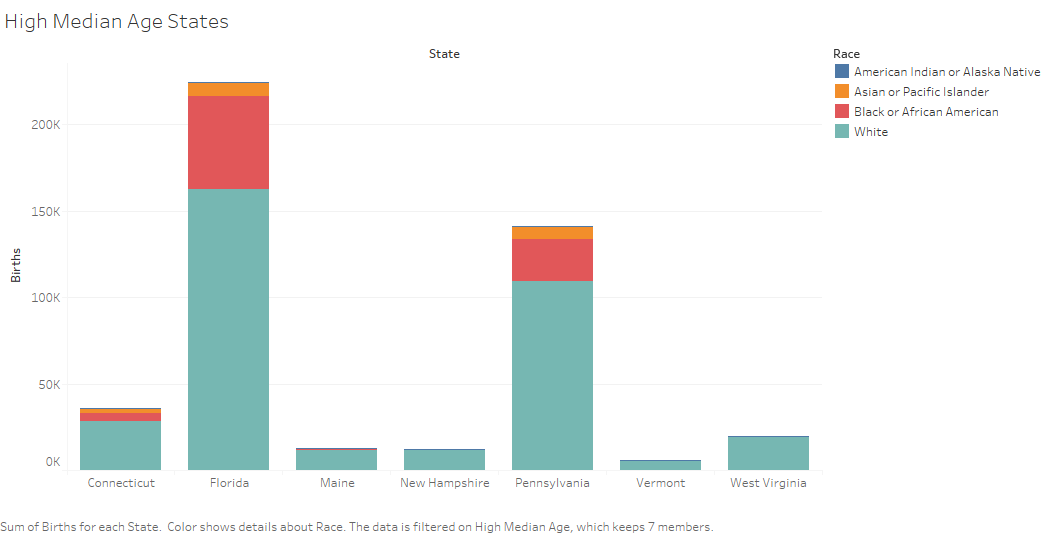 High Median Age States
State
Race
American Indian or Alaska Native
Asian or Pacific Islander
Black or African American
White
200K
150K
100K
50K
0K
Births
Connecticut Florida Maine New Hampshire Pennsylvania Vermont West Virginia
Sum of Births for each State.  Color shows details about Race. The data is filtered on High Median Age, which keeps 7 members.